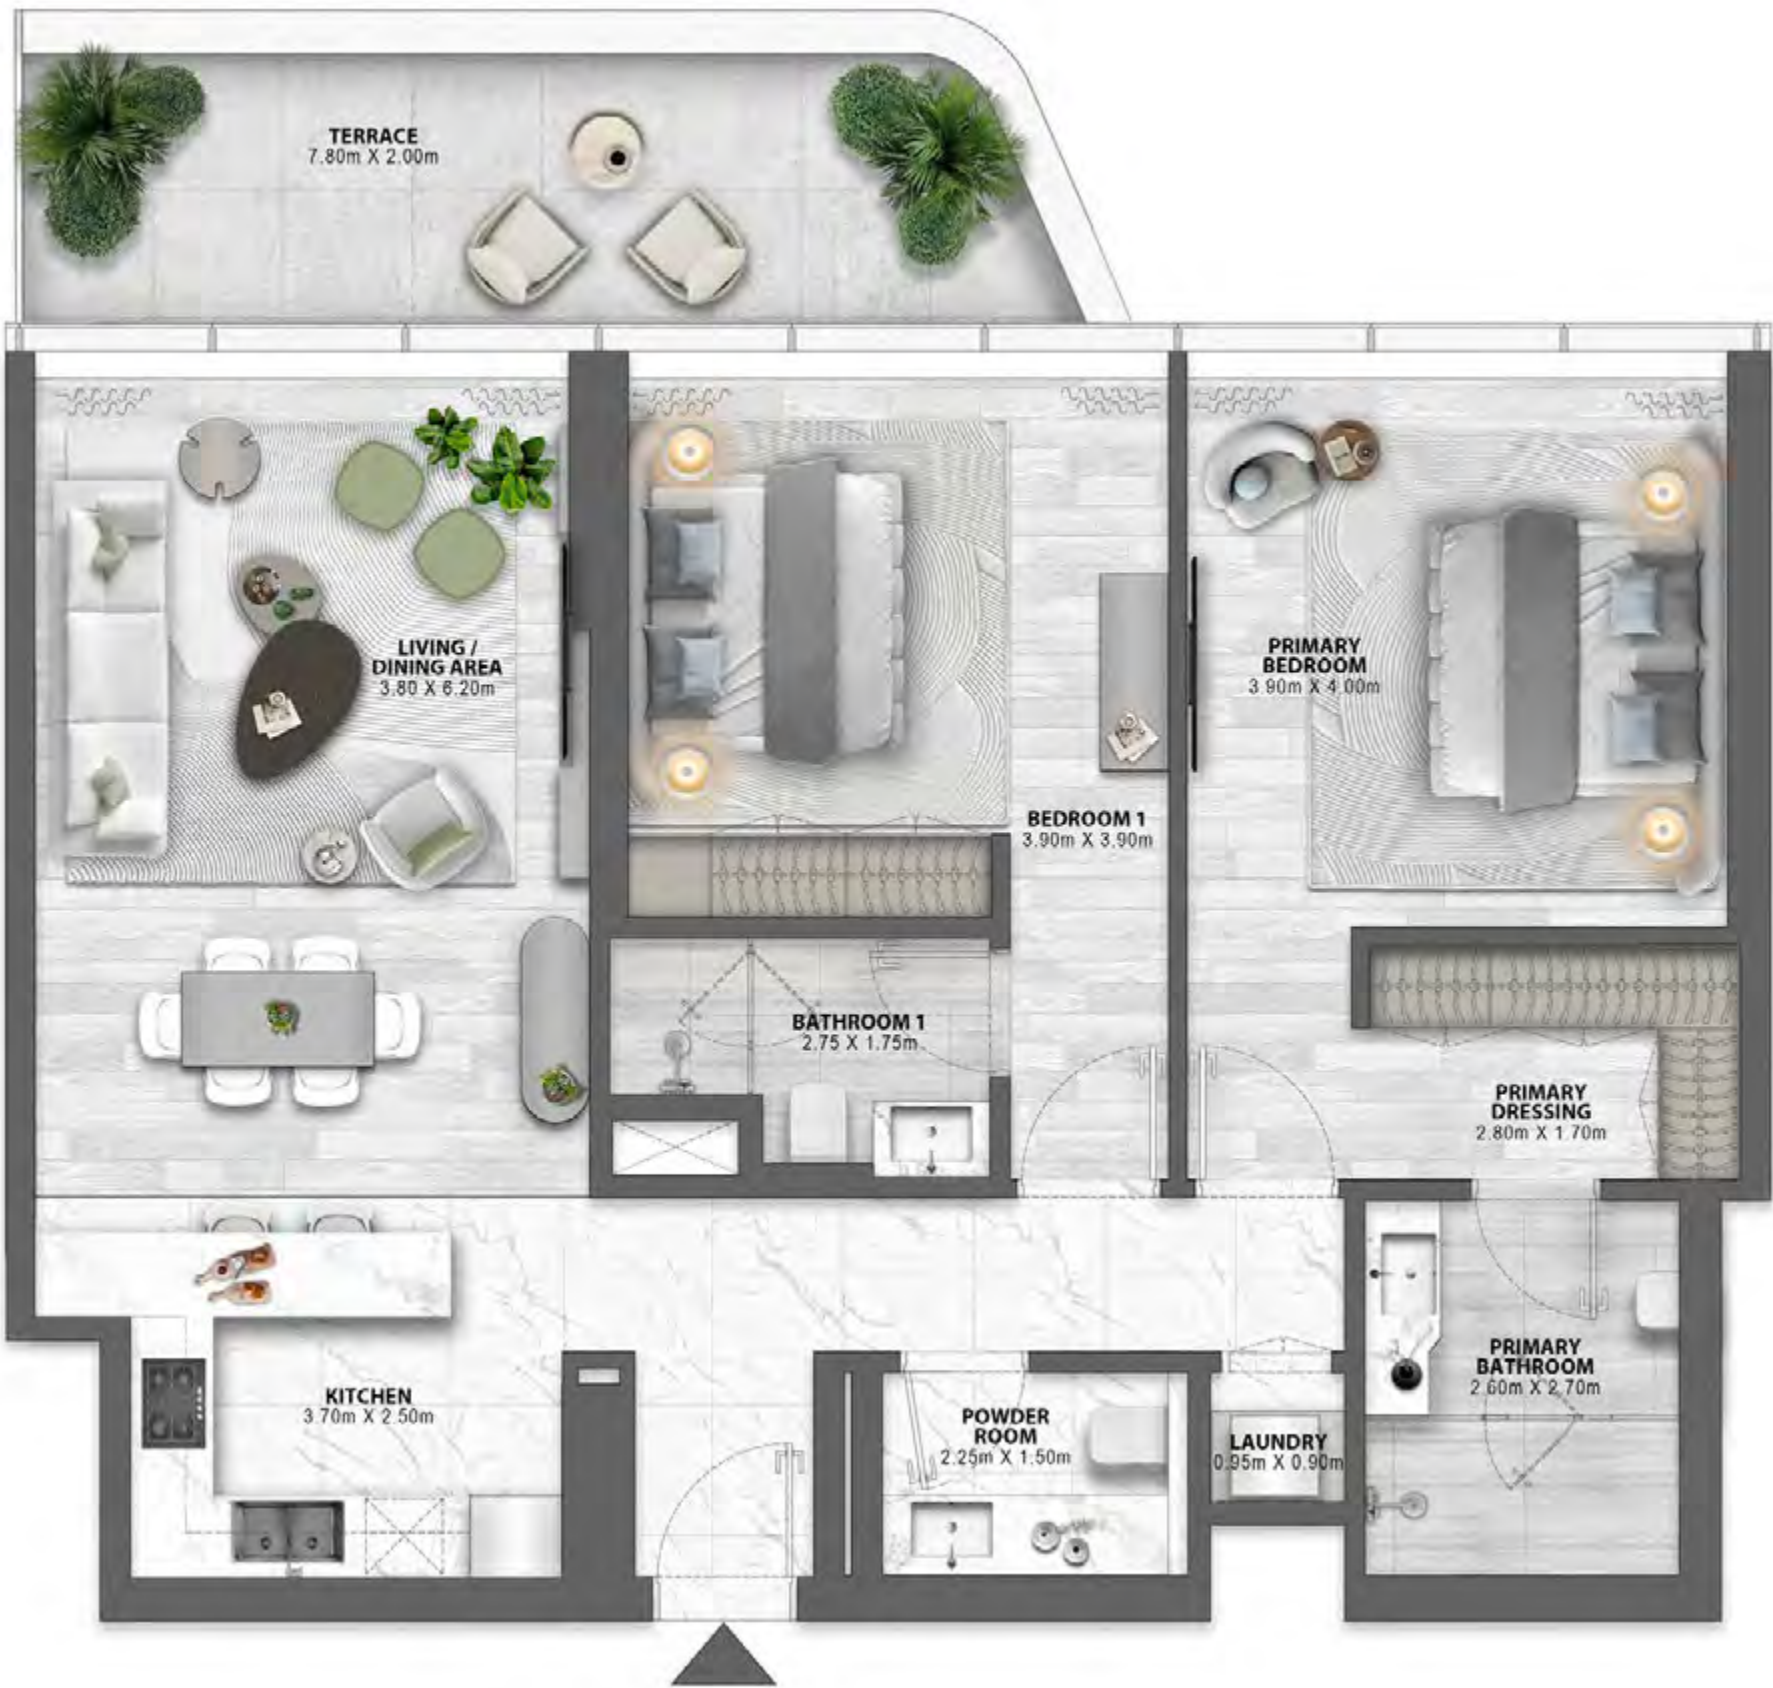 TERRACE
7.80m X 2.00m
LIVING /
DINING AREA
3.80 X 6.20m
PRIMARY
BEDROOM
3.90m X 4.00m
BEDROOM 1
3.90m X 3.90m
BATHROOM 1
2.75 X 1.75m
PRIMARY
DRESSING
2.80m X 1.70m
KITCHEN
3.70m X 2.50m
POWDER
ROOM
2.25m X 1.50m
LAUNDRY
0.95m X 0.90m
PRIMARY
BATHROOM
2.60m X 2.70m